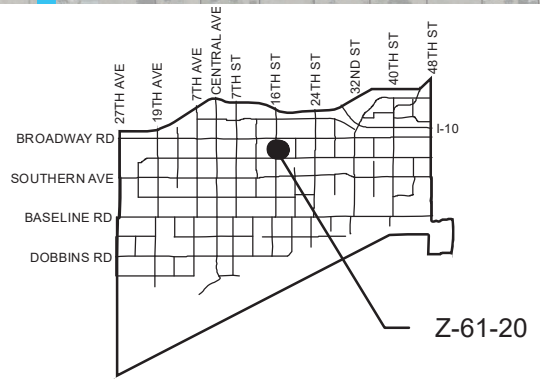 27TH AVE
19TH AVE
7TH AVE
CENTRAL AVE
7TH ST
16TH ST
24TH ST
32ND ST
40TH ST
48TH ST
I-10
BROADWAY RD
SOUTHERN AVE
BASELINE RD
DOBBINS RD
Z-61-20